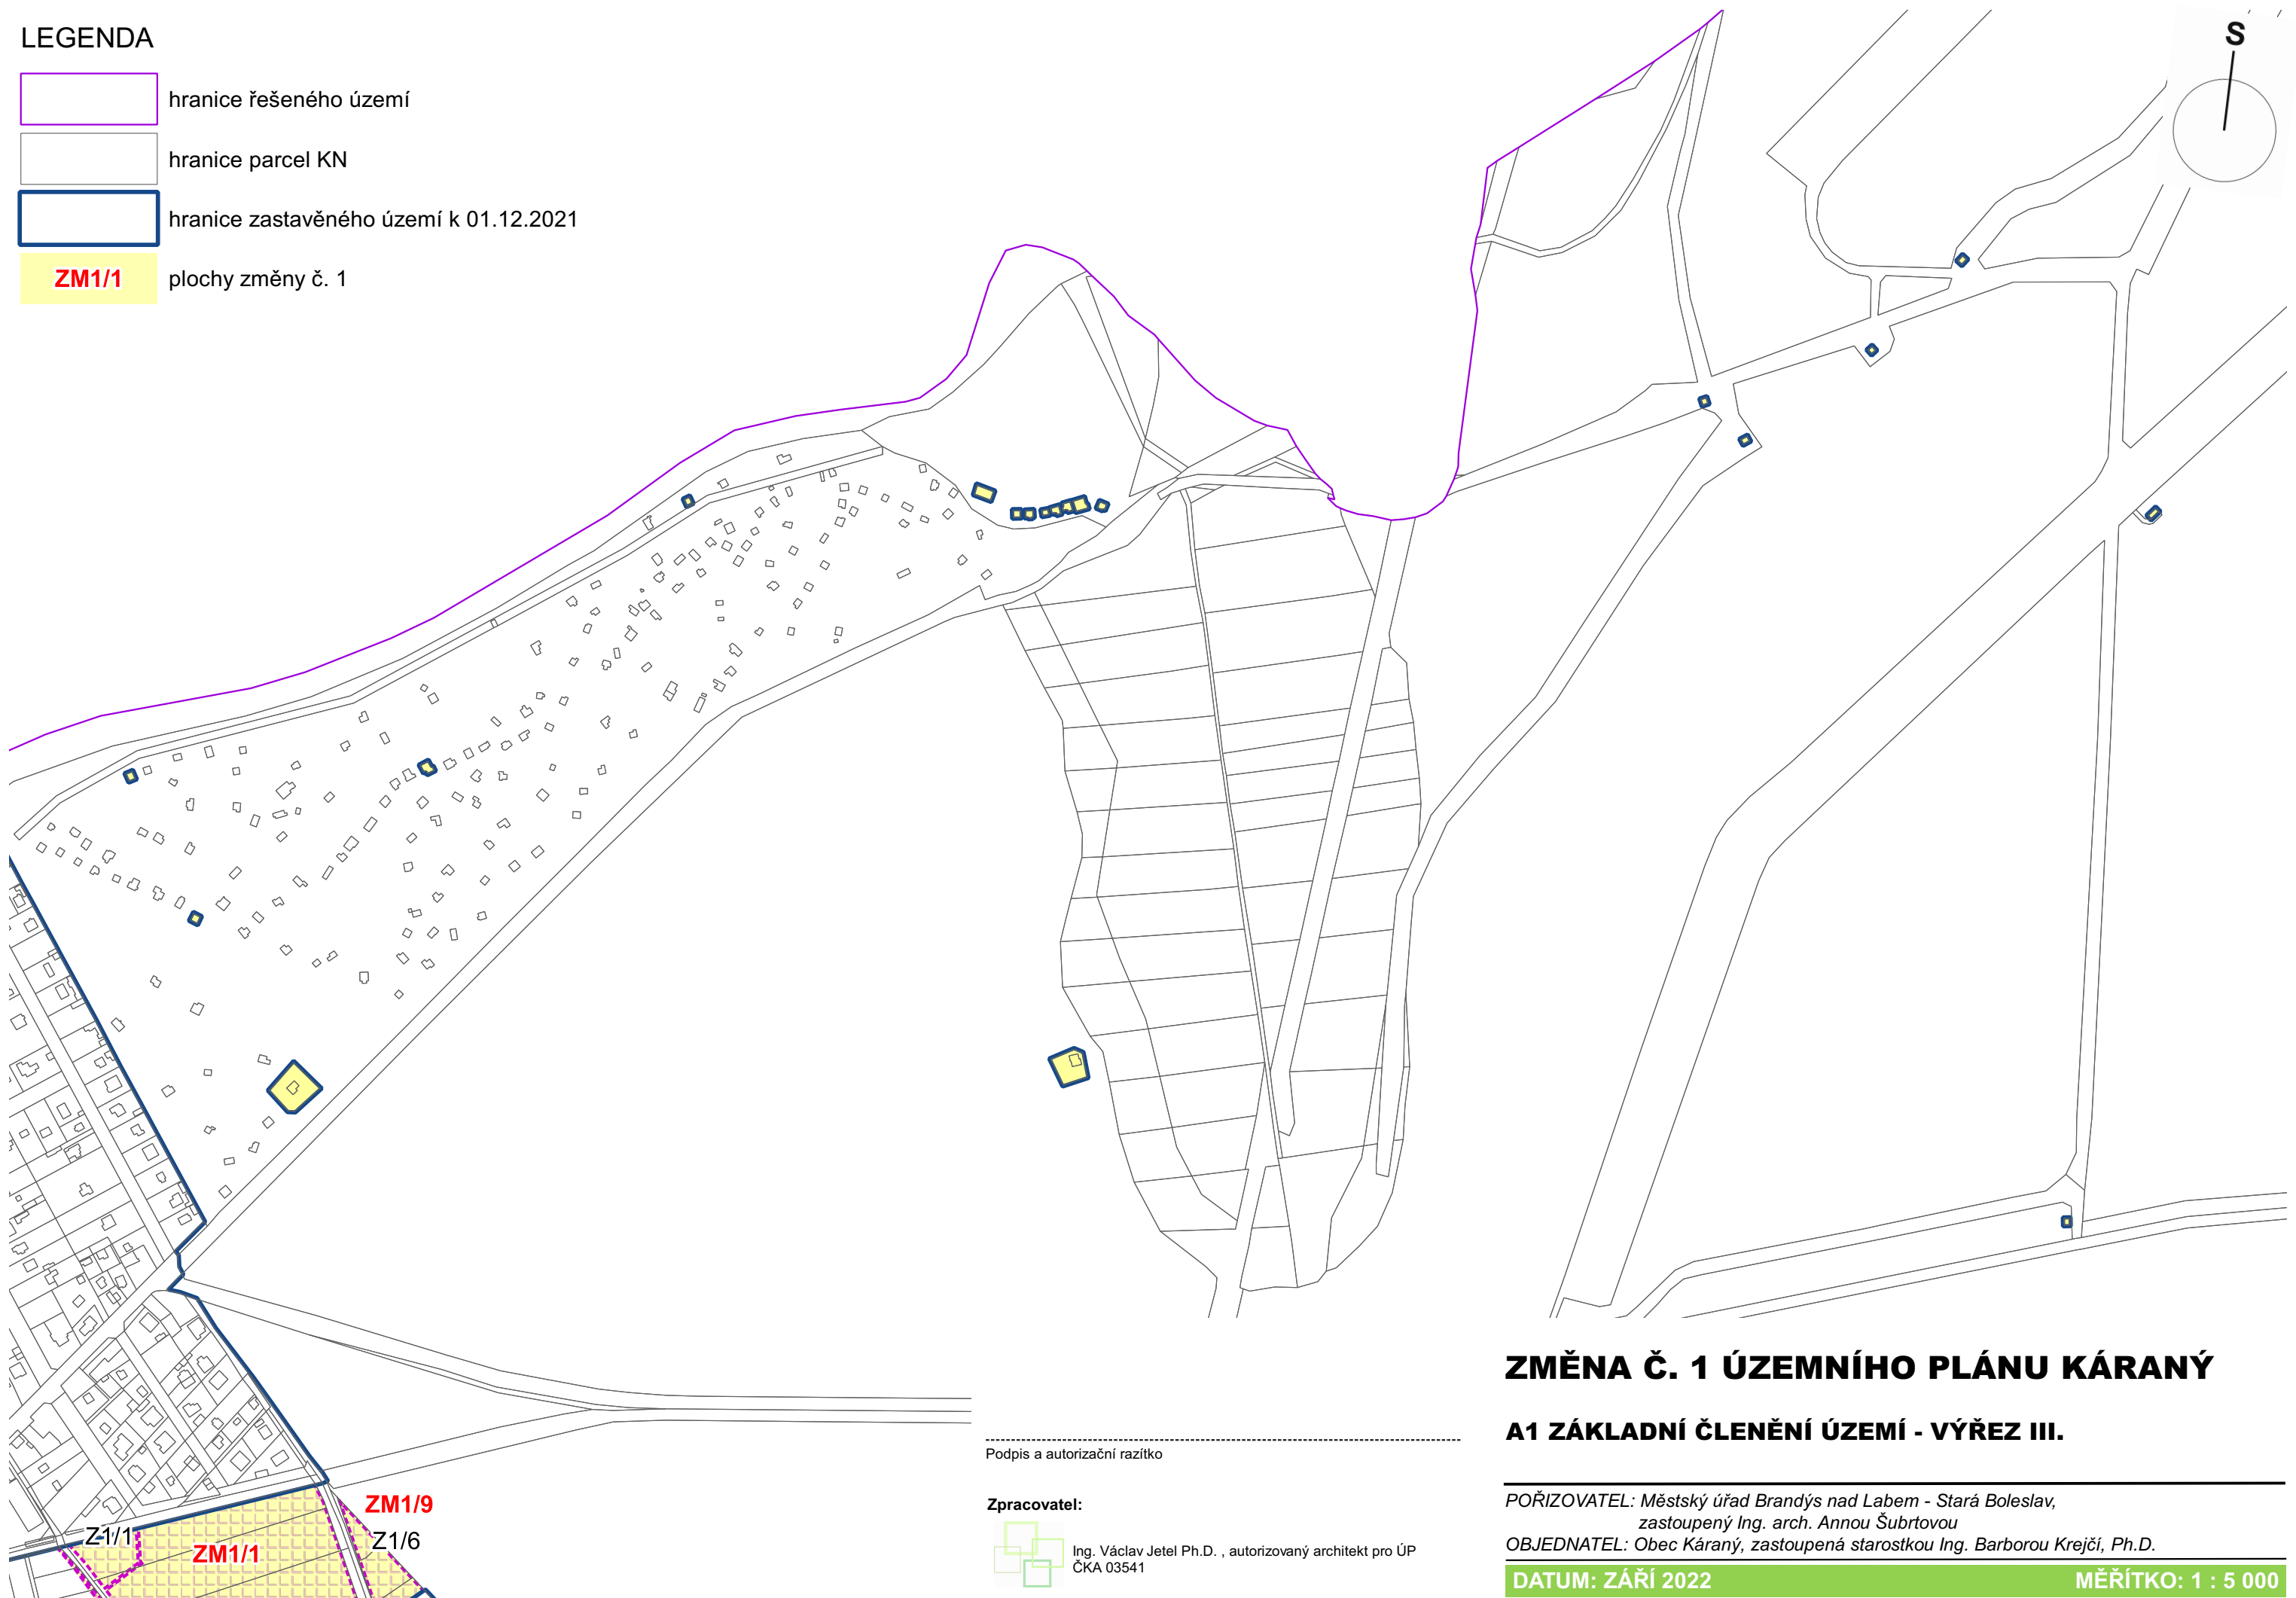 LEGENDA
hranice řešeného území
hranice parcel KN
hranice zastavěného území k 01.12.2021
ZM1/1 plochy změny č. 1
S
ZM1/9
Z1/1
Z1/6
ZM1/1
Podpis a autorizační razítko
Zpracovatel:
Ing. Václav Jetel Ph.D. , autorizovaný architekt pro ÚP
ČKA 03541
ZMĚNA Č. 1 ÚZEMNÍHO PLÁNU KÁRANÝ
A1 ZÁKLADNÍ ČLENĚNÍ ÚZEMÍ - VÝŘEZ III.
POŘIZOVATEL: Městský úřad Brandýs nad Labem - Stará Boleslav,
zastoupený Ing. arch. Annou Šubrtovou
OBJEDNATEL: Obec Káraný, zastoupená starostkou Ing. Barborou Krejčí, Ph.D.
DATUM: ZÁŘÍ 2022 MĚŘÍTKO: 1 : 5 000